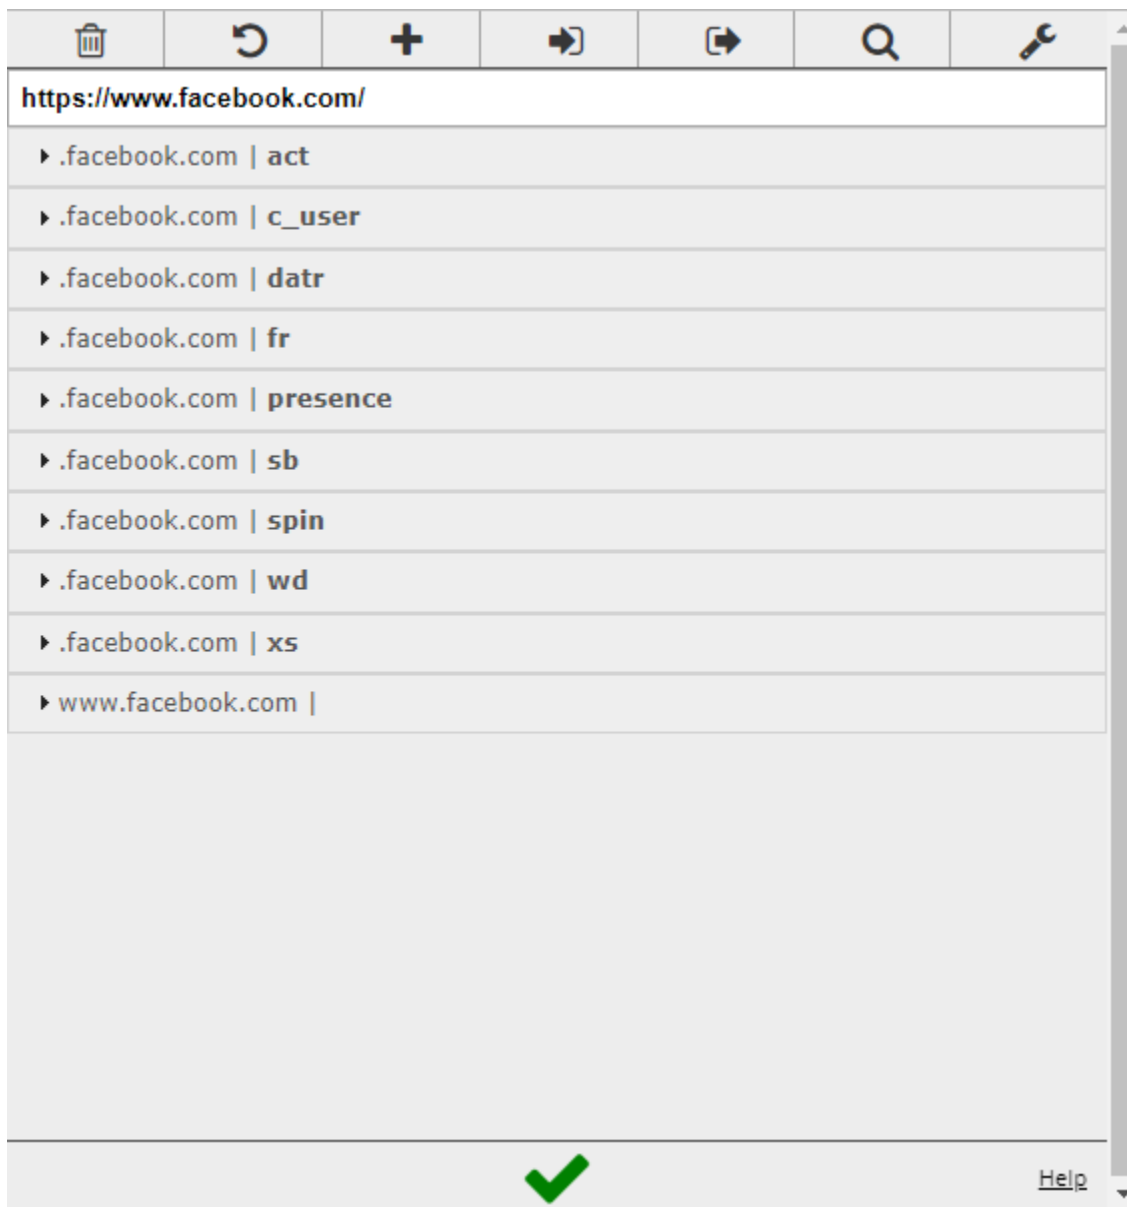 https://www.facebook.com/
.facebook.com | act
.facebook.com | c_user
.facebook.com | datr
.facebook.com | fr
.facebook.com | presence
.facebook.com | sb
.facebook.com | spin
.facebook.com | wd
.facebook.com | xs
www.facebook.com |
Help